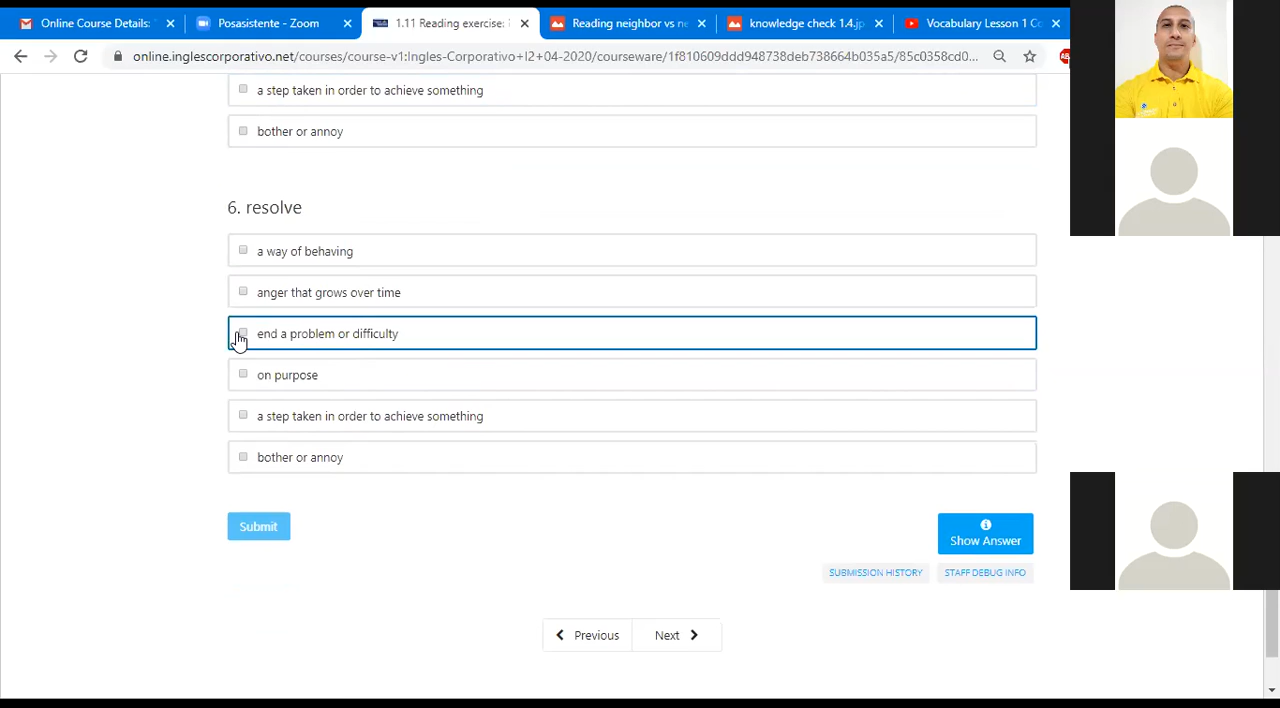 Online Course Details:
Posasistente - Zoom
1.11 Reading exercise:
Reading neighbor vs ne
knowledge check 1.4.jp
Vocabulary Lesson 1 Co
online.inglescorporativo.net/courses/course-v1:Ingles-Corporativo+I2+04-2020/courseware/1f810609ddd948738deb738664b035a5/85c0358cd0...
a step taken in order to achieve something
bother or annoy
6. resolve
a way of behaving
anger that grows over time
end a problem or difficulty
on purpose
a step taken in order to achieve something
bother or annoy
Submit
Show Answer
SUBMISSION HISTORY
STAFF DEBUG INFO
Previous
Next